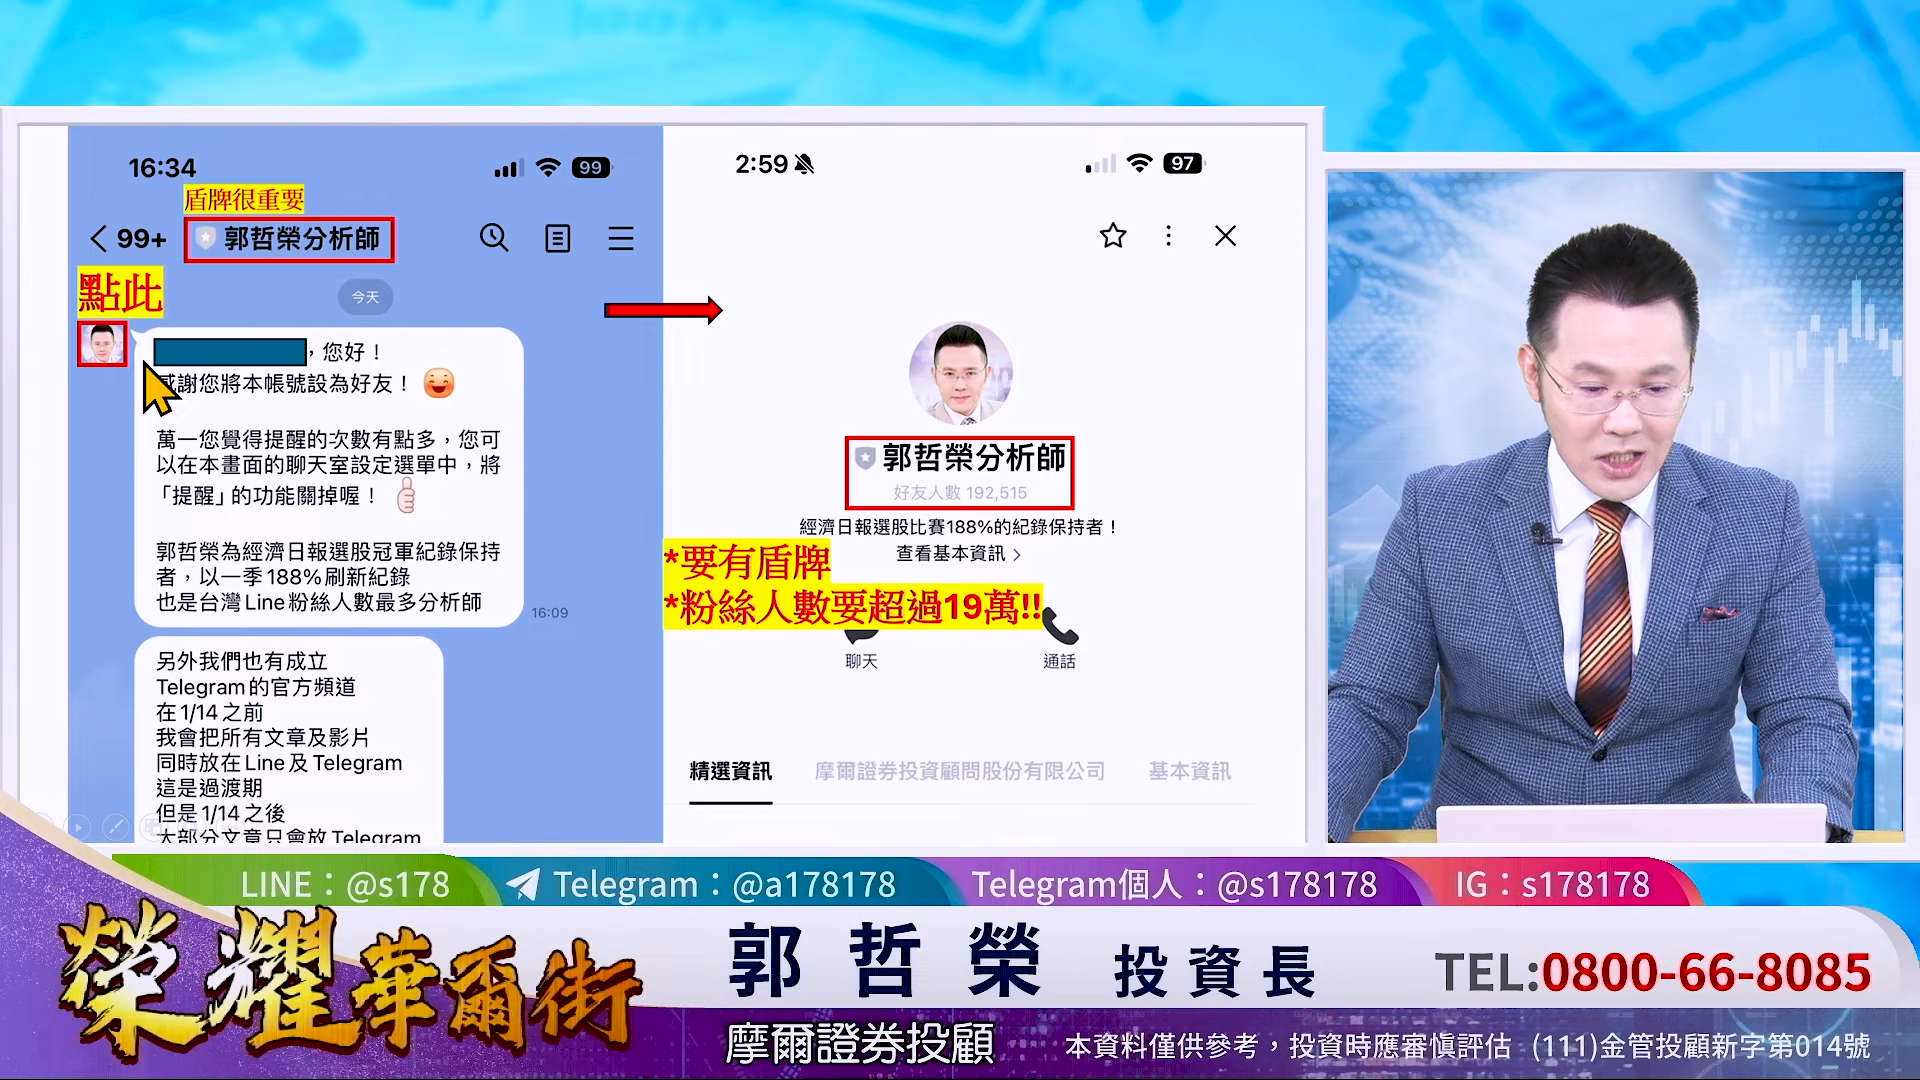 16:34
99
盾牌很重要
99+
郭哲榮分析師
點此
今天
，您好！
感謝您將本帳號設為好友！
萬一您覺得提醒的次數有點多，您可
以在本畫面的聊天室設定選單中，將
「提醒」的功能關掉喔！
郭哲榮為經濟日報選股冠軍紀錄保持
者，以一季188%刷新紀錄
也是台灣Line粉絲人數最多分析師
16:09
另外我們也有成立
Telegram的官方頻道
在1/14之前
我會把所有文章及影片
同時放在Line及Telegram
這是過渡期
但是1/14之後
大部分文章只會放Telegram
2:59
97
郭哲榮分析師
好友人數 192,515
經濟日報選股比賽188%的紀錄保持者！
查看基本資訊
*要有盾牌
*粉絲人數要超過19萬!!
聊天
通話
精選資訊
摩爾證券投資顧問股份有限公司
基本資訊
LINE：@s178
Telegram：@a178178
Telegram個人：@s178178
IG：s178178
榮耀華爾街
郭哲榮 投資長
TEL:0800-66-8085
摩爾證券投顧
本資料僅供參考，投資時應審慎評估 (111)金管投顧新字第014號